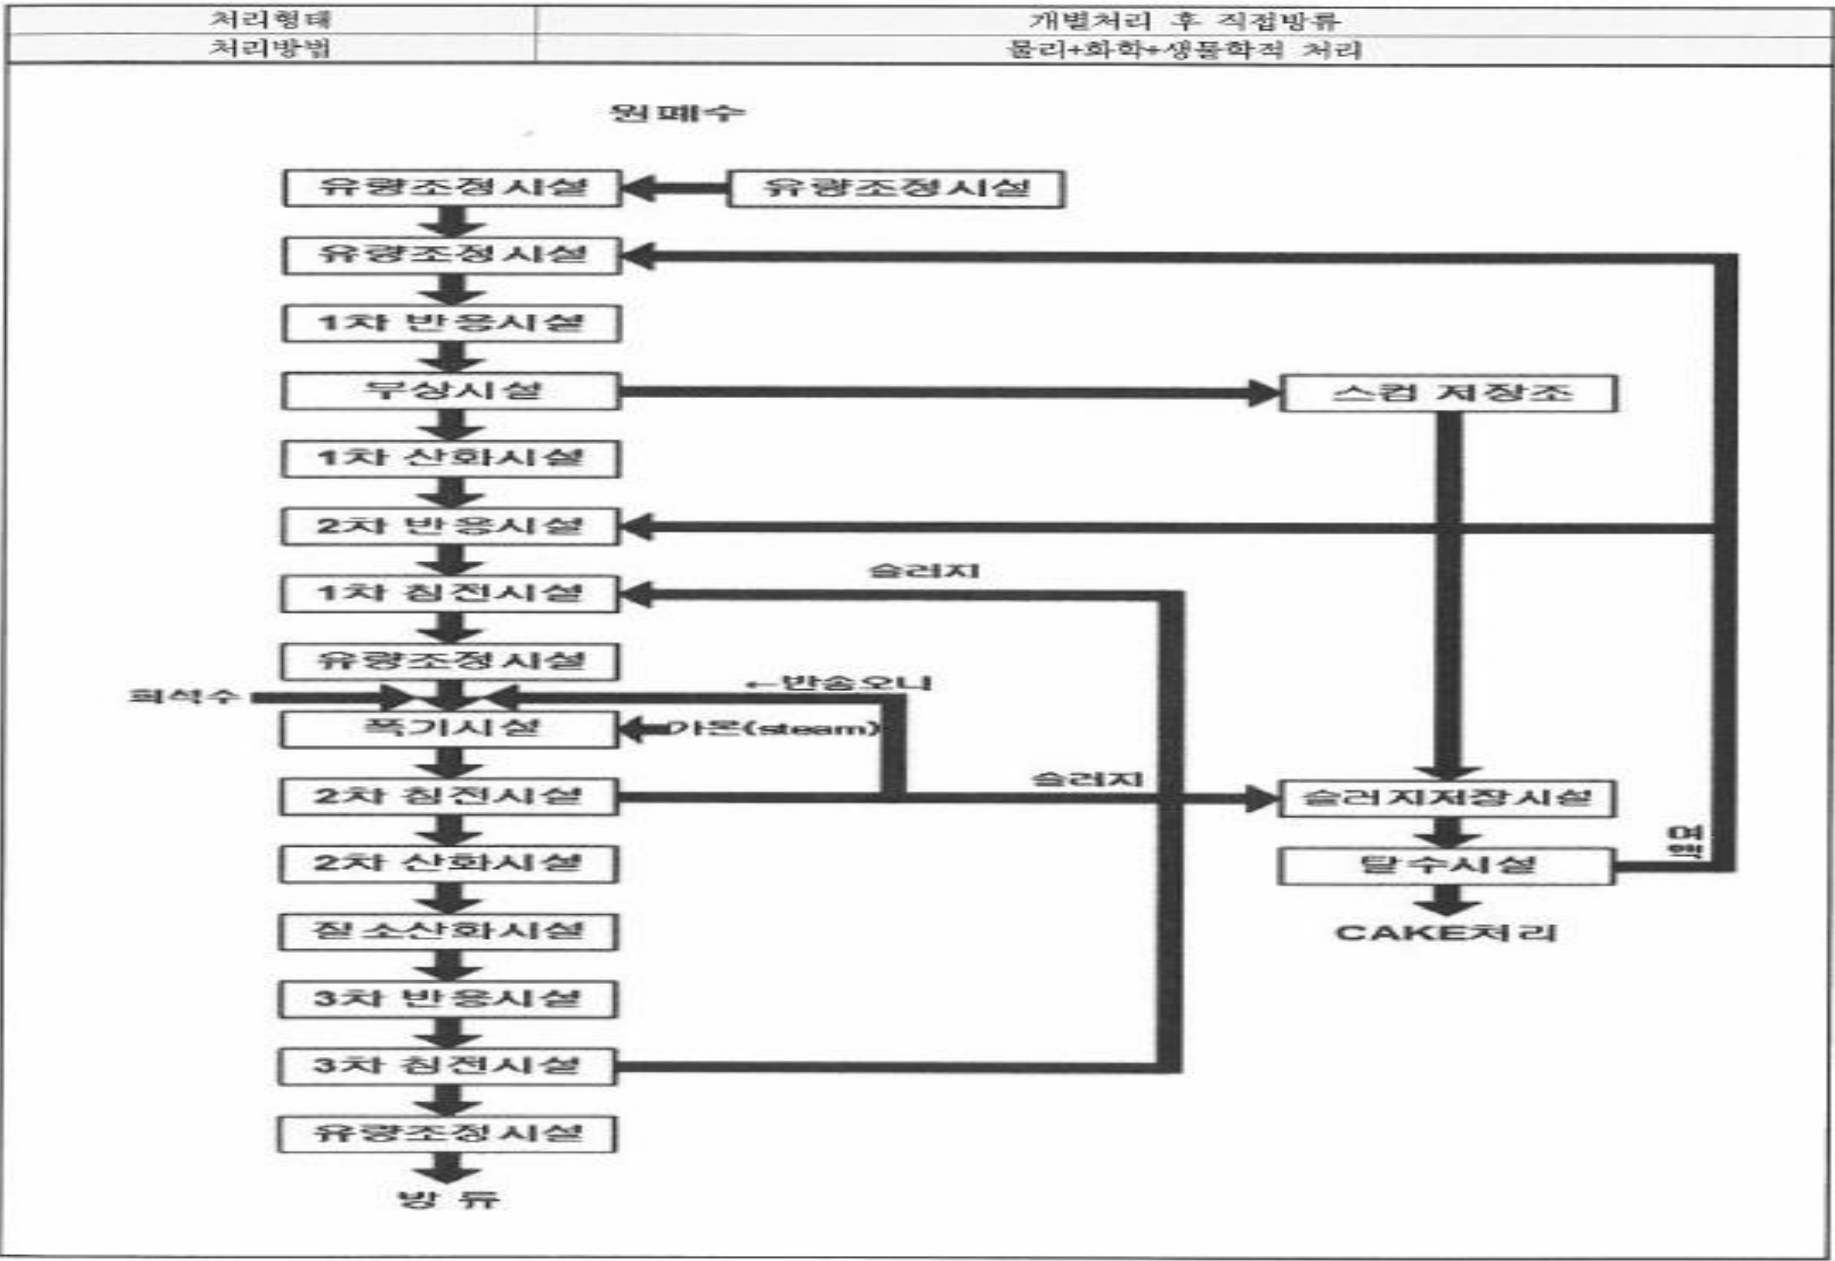 처리형태 개별처리 후 직접방류
처리방법 물리+화학+생물학적 처리
원폐수
유량조정시설 유량조정시설
유량조정시설
1차 반응시설
부상시설 스컴 저장조
1차 산화시설
2차 반응시설
슬러지
1차 침전시설
유량조정시설
←반송오니
희석수
폭기시설 가온(steam)
슬러지
2차 침전시설 슬러지저장시설
여액
2차 산화시설 탈수시설
질소산화시설 CAKE처리
3차 반응시설
3차 침전시설
유량조정시설
방 류